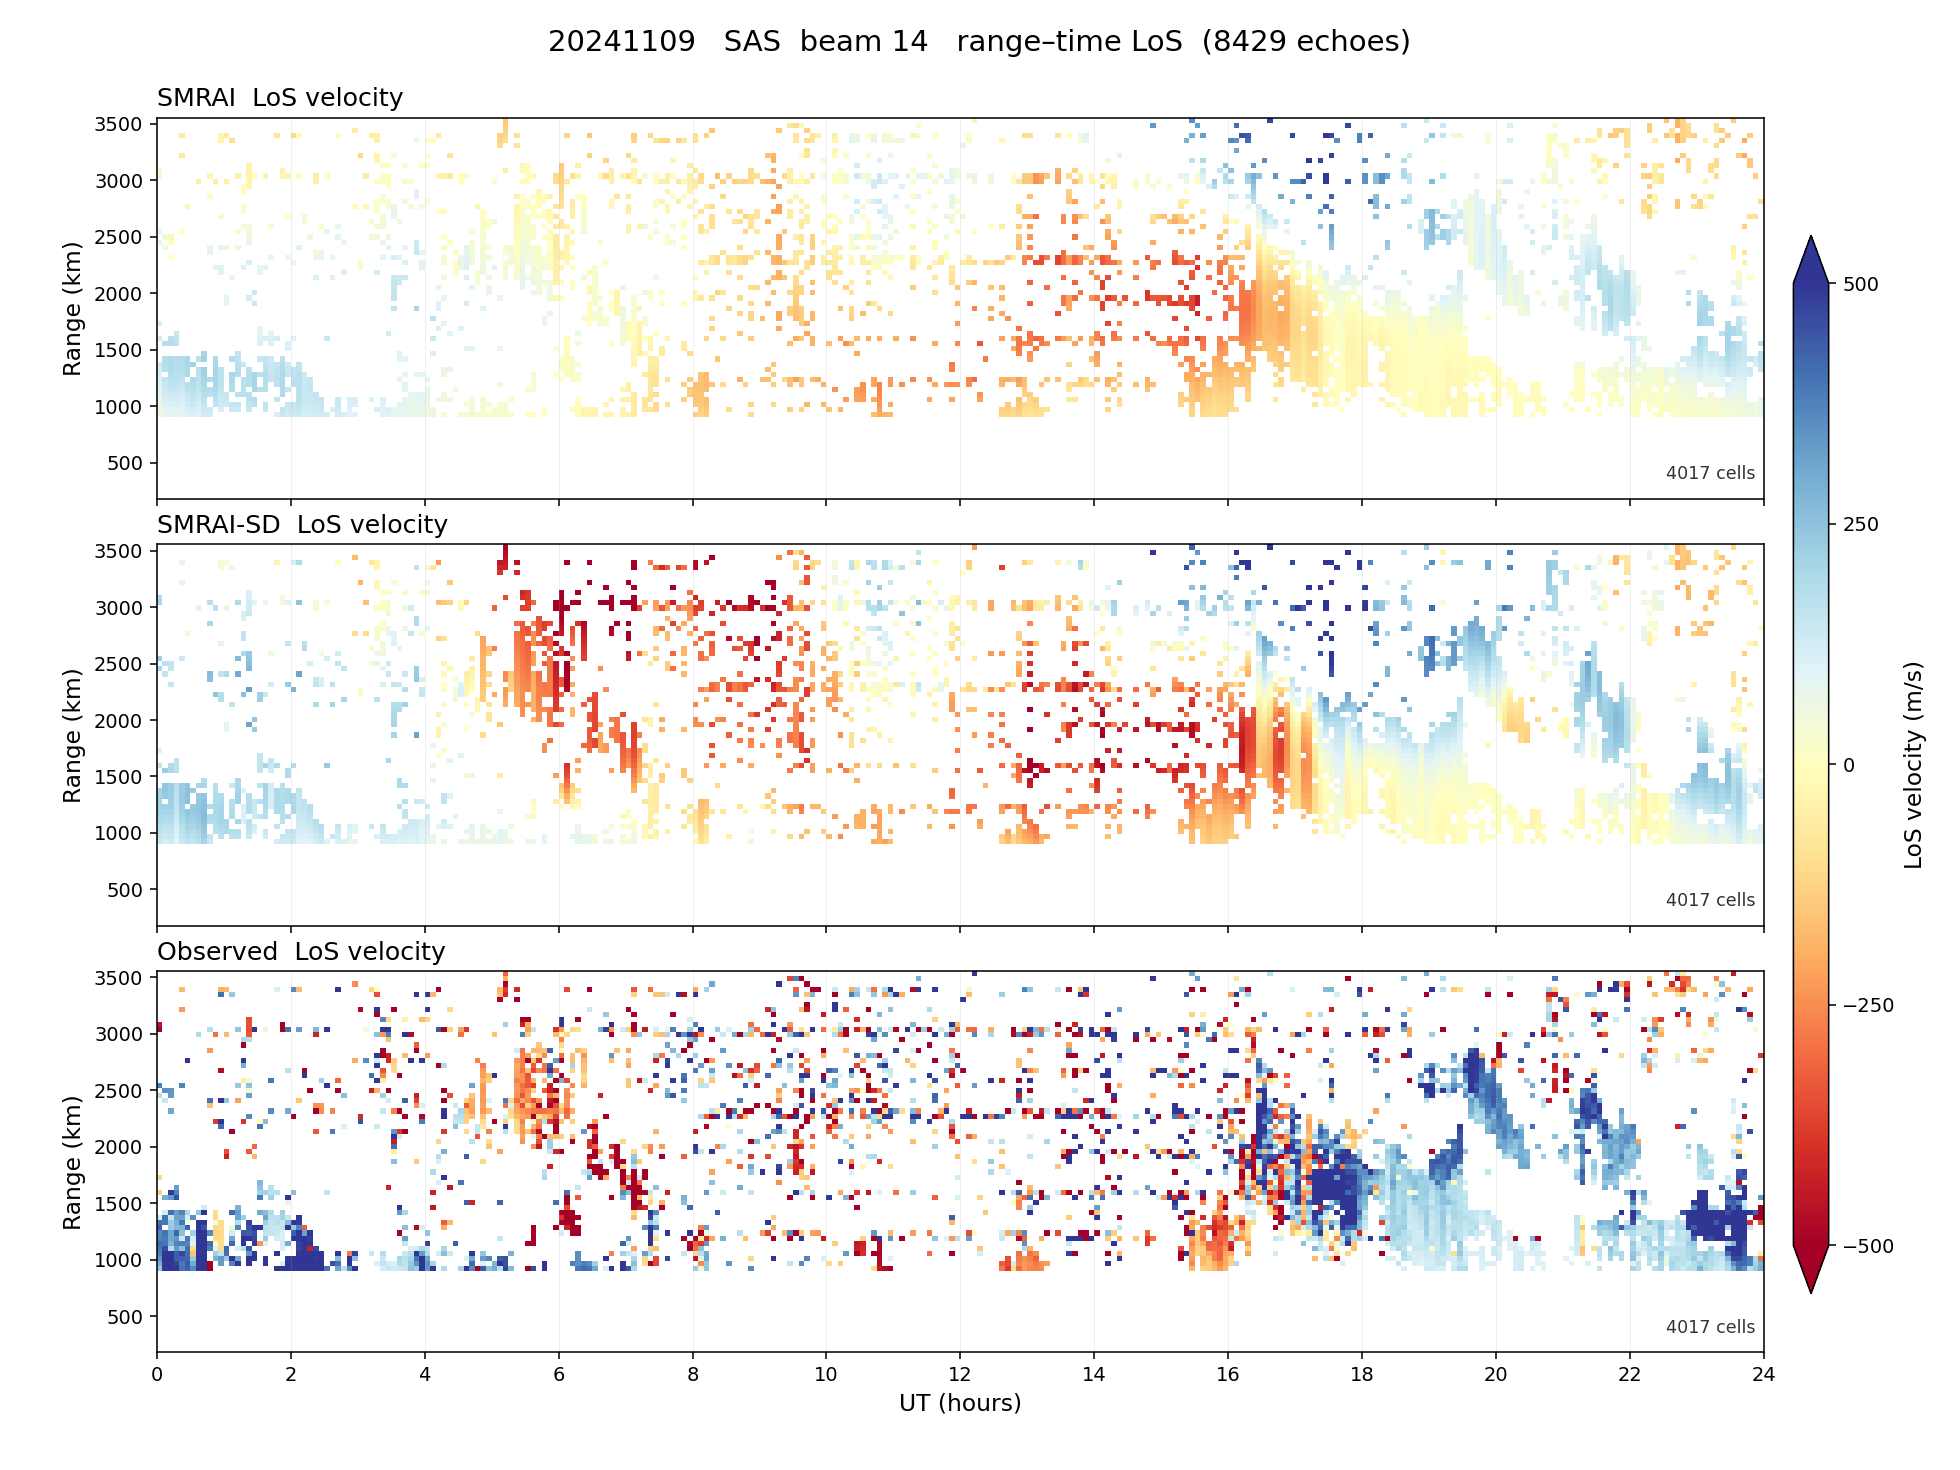 20241109   SAS  beam 14   range–time LoS  (8429 echoes)
SMRAI  LoS velocity
3500
3000
2500
2000
1500
1000
500
Range (km)
4017 cells
SMRAI-SD  LoS velocity
3500
3000
2500
2000
1500
1000
500
Range (km)
4017 cells
Observed  LoS velocity
3500
3000
2500
2000
1500
1000
500
Range (km)
4017 cells
0 2 4 6 8 10 12 14 16 18 20 22 24
UT (hours)
500
250
0
−250
−500
LoS velocity (m/s)